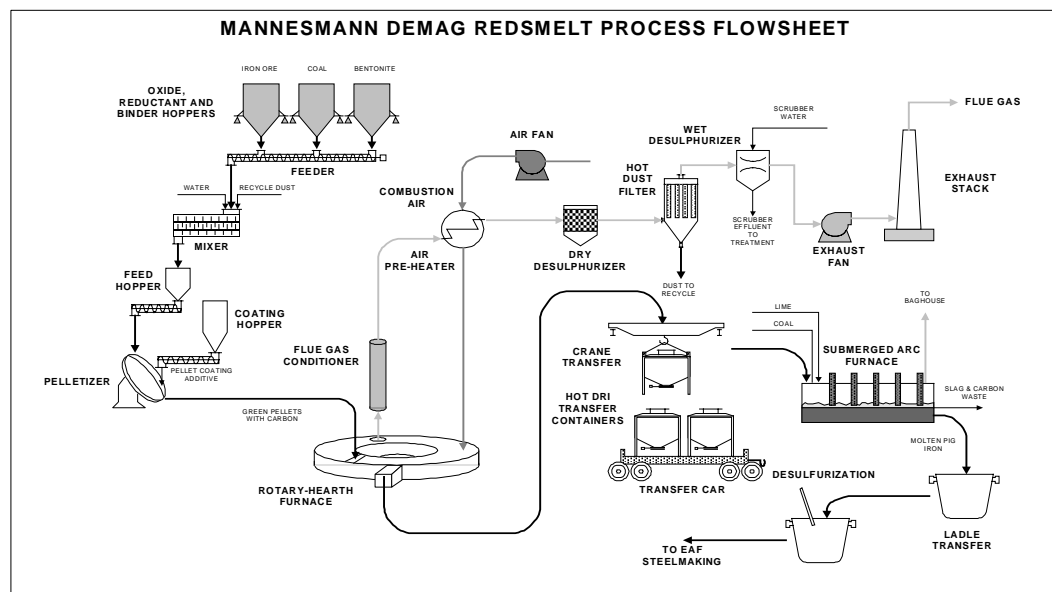 MANNESMANN DEMAG REDSMELT PROCESS FLOWSHEET
IRON ORE
COAL
BENTONITE
OXIDE,
REDUCTANT AND
BINDER HOPPERS
FEEDER
WATER
RECYCLE DUST
MIXER
FEED
HOPPER
COATING
HOPPER
PELLETIZER
PELLET COATING
ADDITIVE
GREEN PELLETS
WITH CARBON
FLUE GAS
CONDITIONER
ROTARY-HEARTH
FURNACE
COMBUSTION
AIR
AIR FAN
AIR
PRE-HEATER
DRY
DESULPHURIZER
HOT
DUST
FILTER
DUST TO
RECYCLE
WET
DESULPHURIZER
SCRUBBER
WATER
SCRUBBER
EFFLUENT
TO
TREATMENT
EXHAUST
FAN
FLUE GAS
EXHAUST
STACK
CRANE
TRANSFER
HOT DRI
TRANSFER
CONTAINERS
TRANSFER CAR
LIME
COAL
TO
BAGHOUSE
SUBMERGED ARC
FURNACE
SLAG & CARBON
WASTE
MOLTEN PIG
IRON
DESULFURIZATION
LADLE
TRANSFER
TO EAF
STEELMAKING